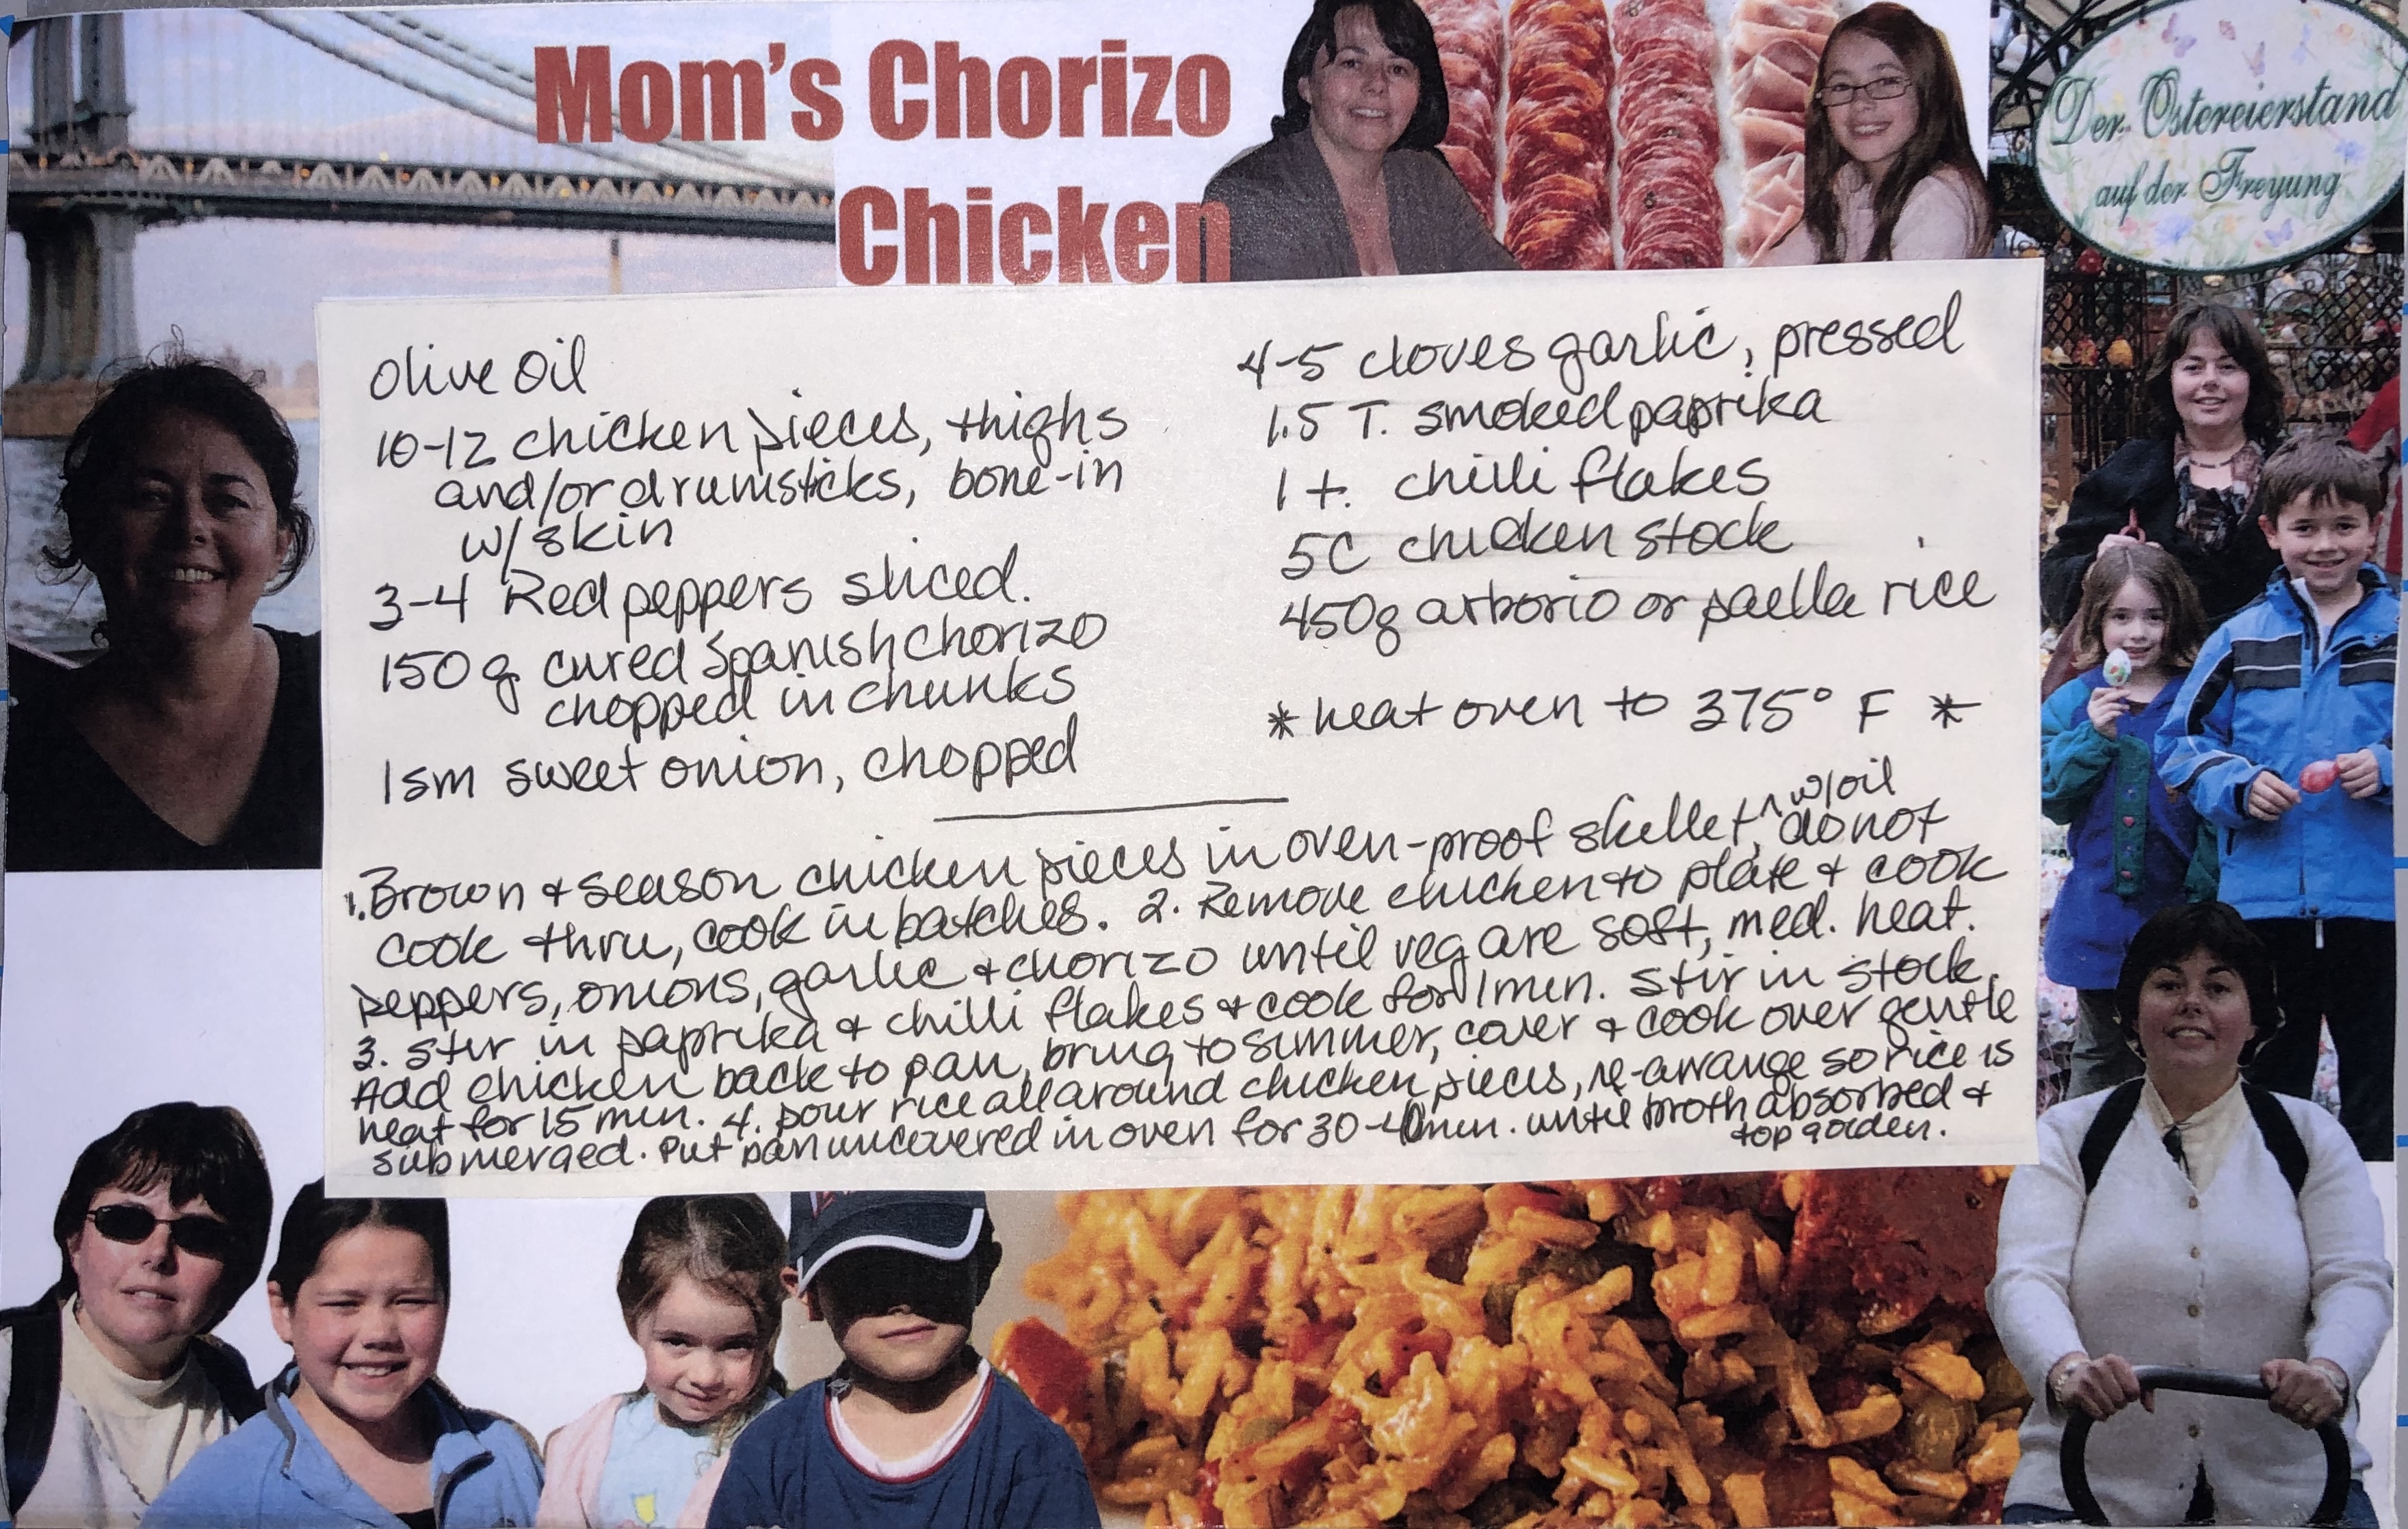 Mom's Chorizo
Chicken
Der Ostereierstand
auf der Freyung
Olive Oil
10-12 chicken pieces, thighs
and/or drumsticks, bone-in
w/skin
3-4 Red peppers sliced.
150 g. cured Spanish Chorizo
chopped in chunks
1 sm sweet onion, chopped
4-5 cloves garlic, pressed
1.5 T. smoked paprika
1 t. chilli flakes
5C chicken stock
450g arborio or paella rice
* heat oven to 375° F *
1. Brown + season chicken pieces in oven-proof skillet ^ w/oil, do not
cook thru, cook in batches. 2. Remove chicken to plate + cook
peppers, onions, garlic + chorizo until veg are soft, med. heat.
3. Stir in paprika + chilli flakes + cook for 1 min. Stir in stock.
Add chicken back to pan, bring to simmer, cover + cook over gentle
heat for 15 min. 4. pour rice all around chicken pieces, re-arrange so rice is
submerged. Put pan uncovered in oven for 30-40 min. until broth absorbed +
top golden.